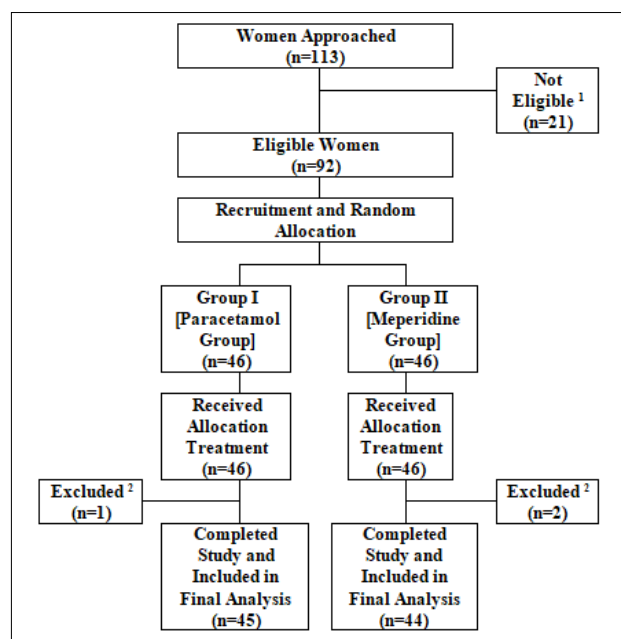 Women Approached
(n=113)
Not
Eligible ¹
(n=21)
Eligible Women
(n=92)
Recruitment and Random
Allocation
Group I
[Paracetamol
Group]
(n=46)
Group II
[Meperidine
Group]
(n=46)
Received
Allocation
Treatment
(n=46)
Received
Allocation
Treatment
(n=46)
Excluded ²
(n=1)
Excluded ²
(n=2)
Completed
Study and
Included in
Final Analysis
(n=45)
Completed
Study and
Included in
Final Analysis
(n=44)